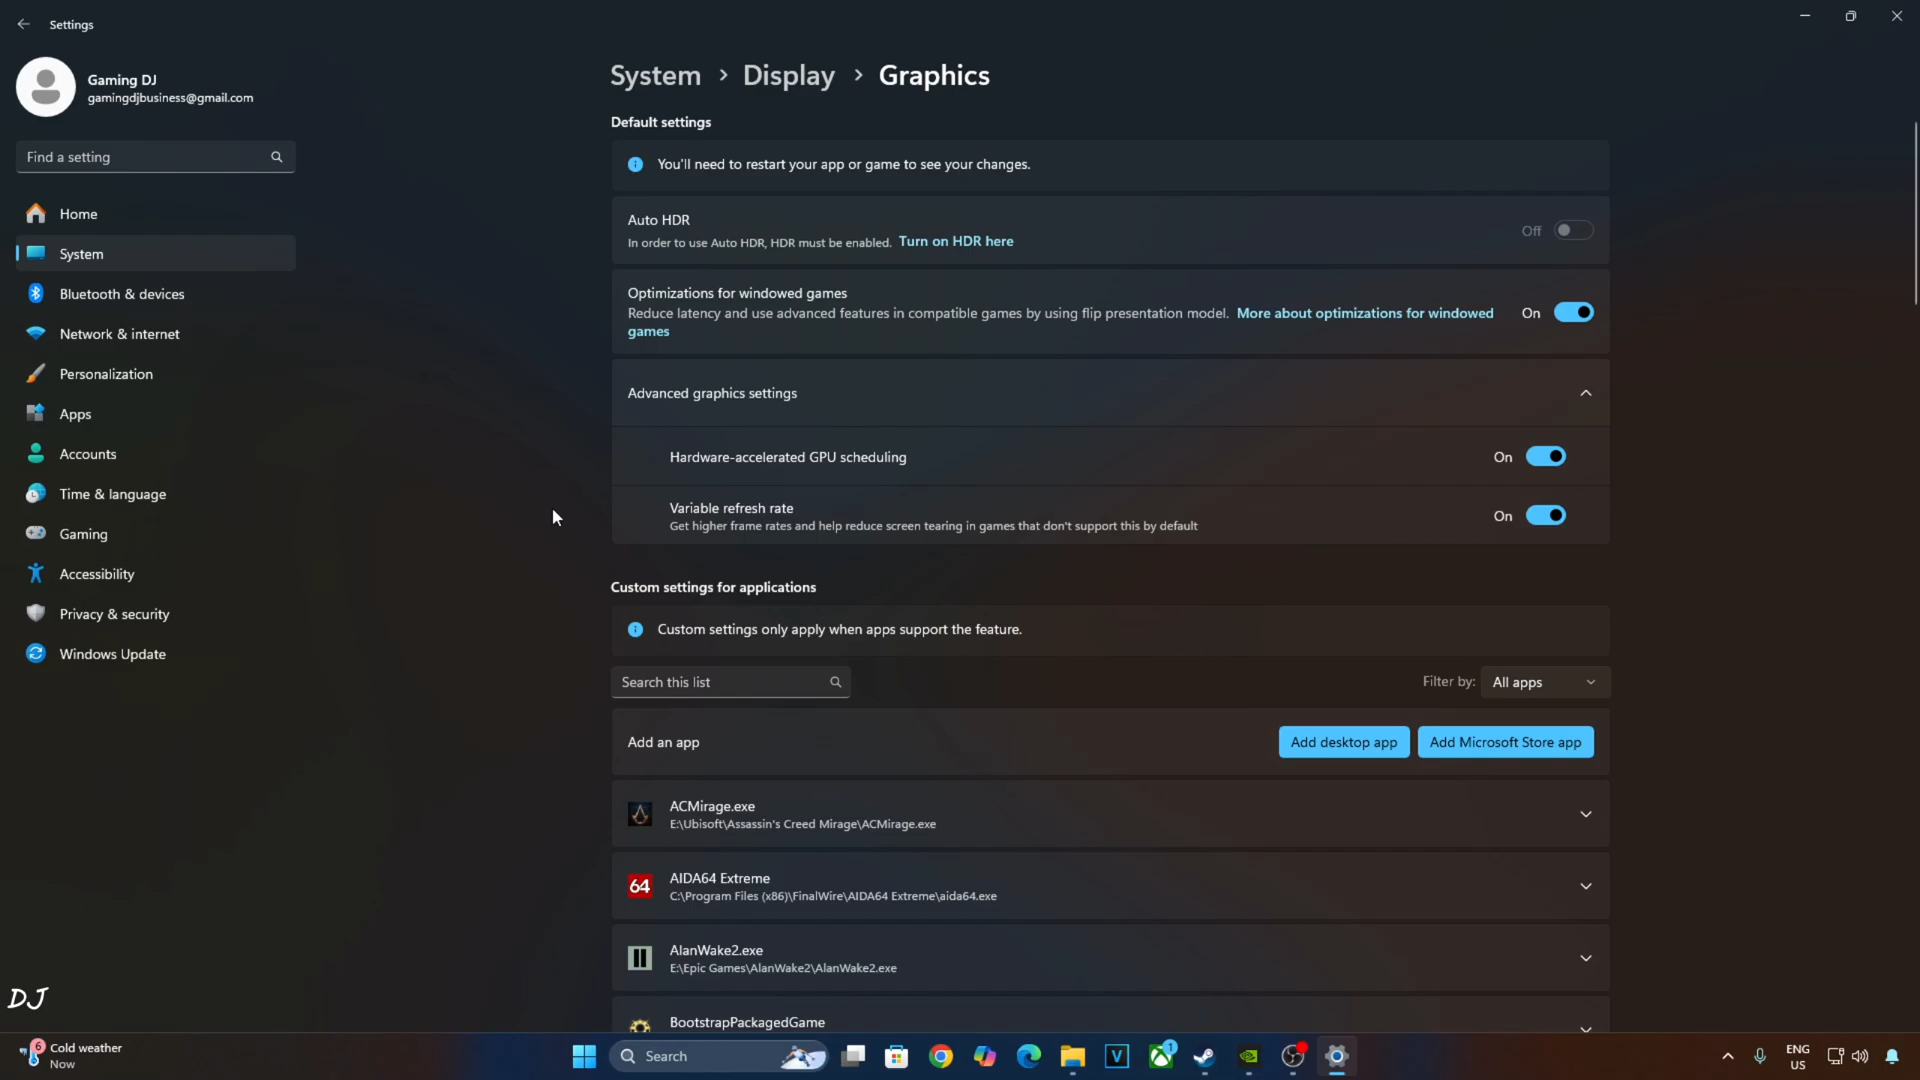 Settings
Gaming DJ
gamingdjbusiness@gmail.com
Find a setting
Home
System
Bluetooth & devices
Network & internet
Personalization
Apps
Accounts
Time & language
Gaming
Accessibility
Privacy & security
Windows Update
System > Display > Graphics
Default settings
You'll need to restart your app or game to see your changes.
Auto HDR
In order to use Auto HDR, HDR must be enabled. Turn on HDR here
Off
Optimizations for windowed games
Reduce latency and use advanced features in compatible games by using flip presentation model. More about optimizations for windowed
games
On
Advanced graphics settings
Hardware-accelerated GPU scheduling
On
Variable refresh rate
Get higher frame rates and help reduce screen tearing in games that don't support this by default
On
Custom settings for applications
Custom settings only apply when apps support the feature.
Search this list
Filter by: All apps
Add an app
Add desktop app
Add Microsoft Store app
ACMirage.exe
E:\Ubisoft\Assassin's Creed Mirage\ACMirage.exe
64
AIDA64 Extreme
C:\Program Files (x86)\FinalWire\AIDA64 Extreme\aida64.exe
AlanWake2.exe
E:\Epic Games\AlanWake2\AlanWake2.exe
BootstrapPackagedGame
DJ
6
Cold weather
Now
Search
V
1
ENG
US